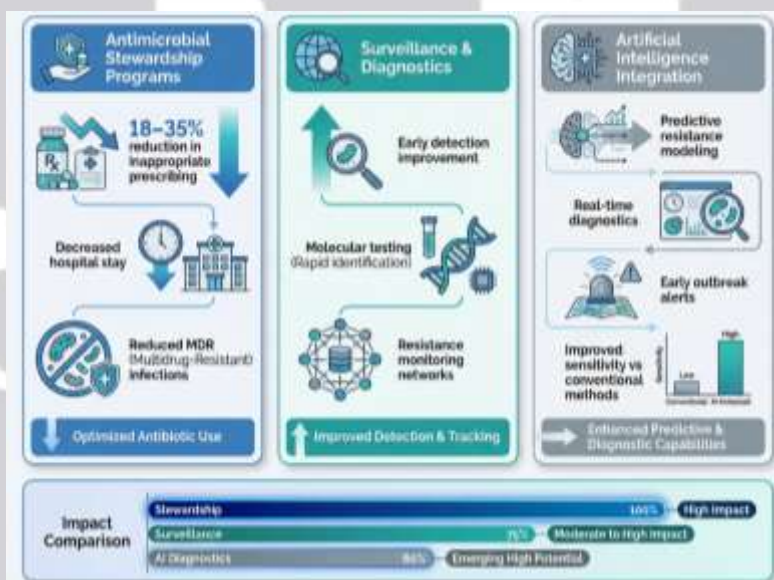 Antimicrobial
Stewardship
Programs
18–35%
reduction in
inappropriate
prescribing
Rx
Decreased
hospital stay
Reduced MDR
(Multidrug-Resistant)
infections
Optimized Antibiotic Use
Surveillance &
Diagnostics
Early detection
improvement
Molecular testing
(Rapid identification)
Resistance
monitoring
networks
Improved Detection & Tracking
Artificial
Intelligence
Integration
Predictive
resistance
modeling
Real-time
diagnostics
Early outbreak
alerts
Improved
sensitivity vs
conventional
methods
Sensitivity
Low
High
Conventional
Enhanced Predictive &
Diagnostic Capabilities
Impact
Comparison
Stewardship 100% High Impact
Surveillance 75% Moderate to High Impact
AI Diagnostics Emerging High Potential